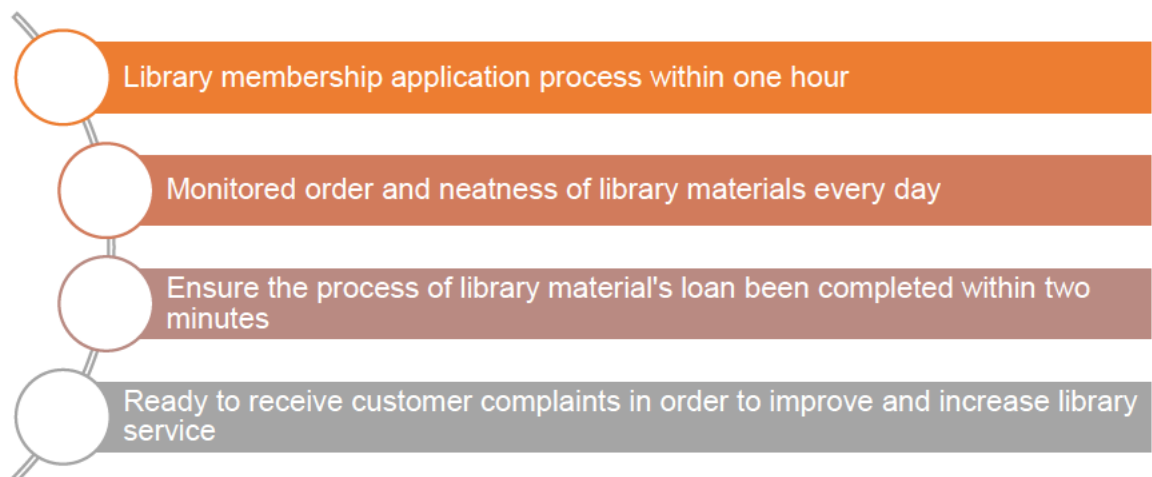 Library membership application process within one hour
Monitored order and neatness of library materials every day
Ensure the process of library material's loan been completed within two
minutes
Ready to receive customer complaints in order to improve and increase library
service